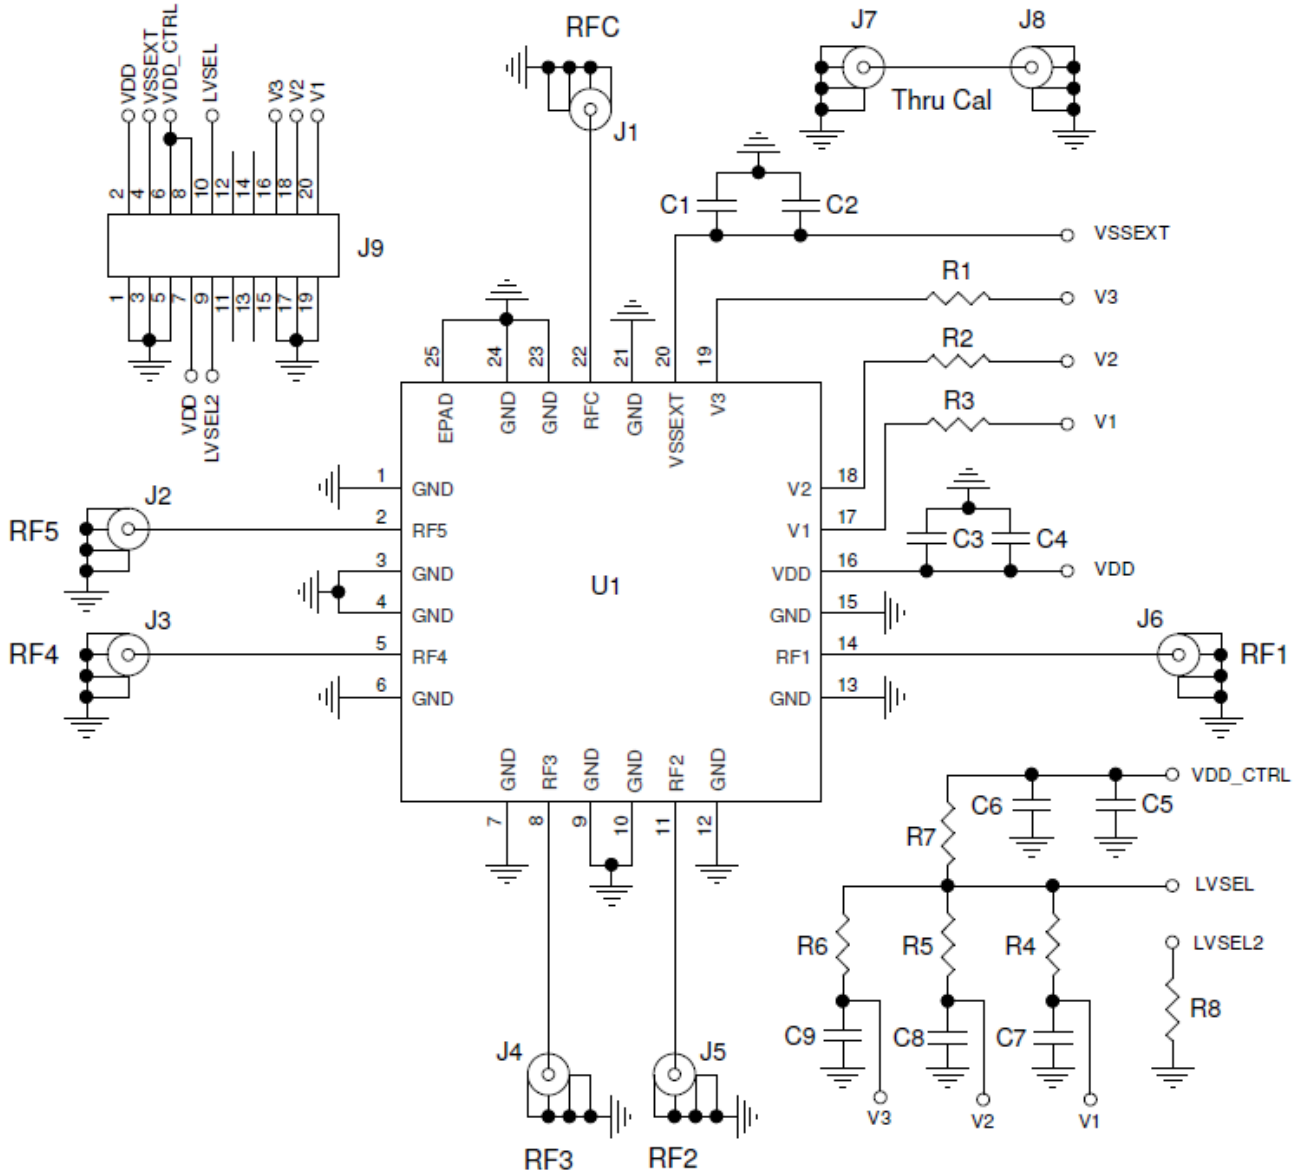 RFC
J7
J8
VDD
VSSEXT
VDD_CTRL
LVSEL
V3
V2
V1
Thru Cal
J1
2
4
6
8
10
12
14
16
18
20
J9
1
3
5
7
9
11
13
15
17
19
VDD
LVSEL2
C1
C2
VSSEXT
R1
V3
R2
V2
R3
V1
25
24
23
22
21
20
19
EPAD
GND
GND
RFC
GND
VSSEXT
V3
1
GND
V2
18
J2
RF5
2
RF5
V1
17
C3
C4
3
GND
U1
VDD
16
VDD
4
GND
GND
15
J3
RF4
5
RF4
RF1
14
J6
RF1
6
GND
GND
13
GND
RF3
GND
GND
RF2
GND
7
8
9
10
11
12
VDD_CTRL
C6
C5
R7
LVSEL
R6
R5
R4
LVSEL2
R8
C9
C8
C7
V3
V2
V1
J4
J5
RF3
RF2